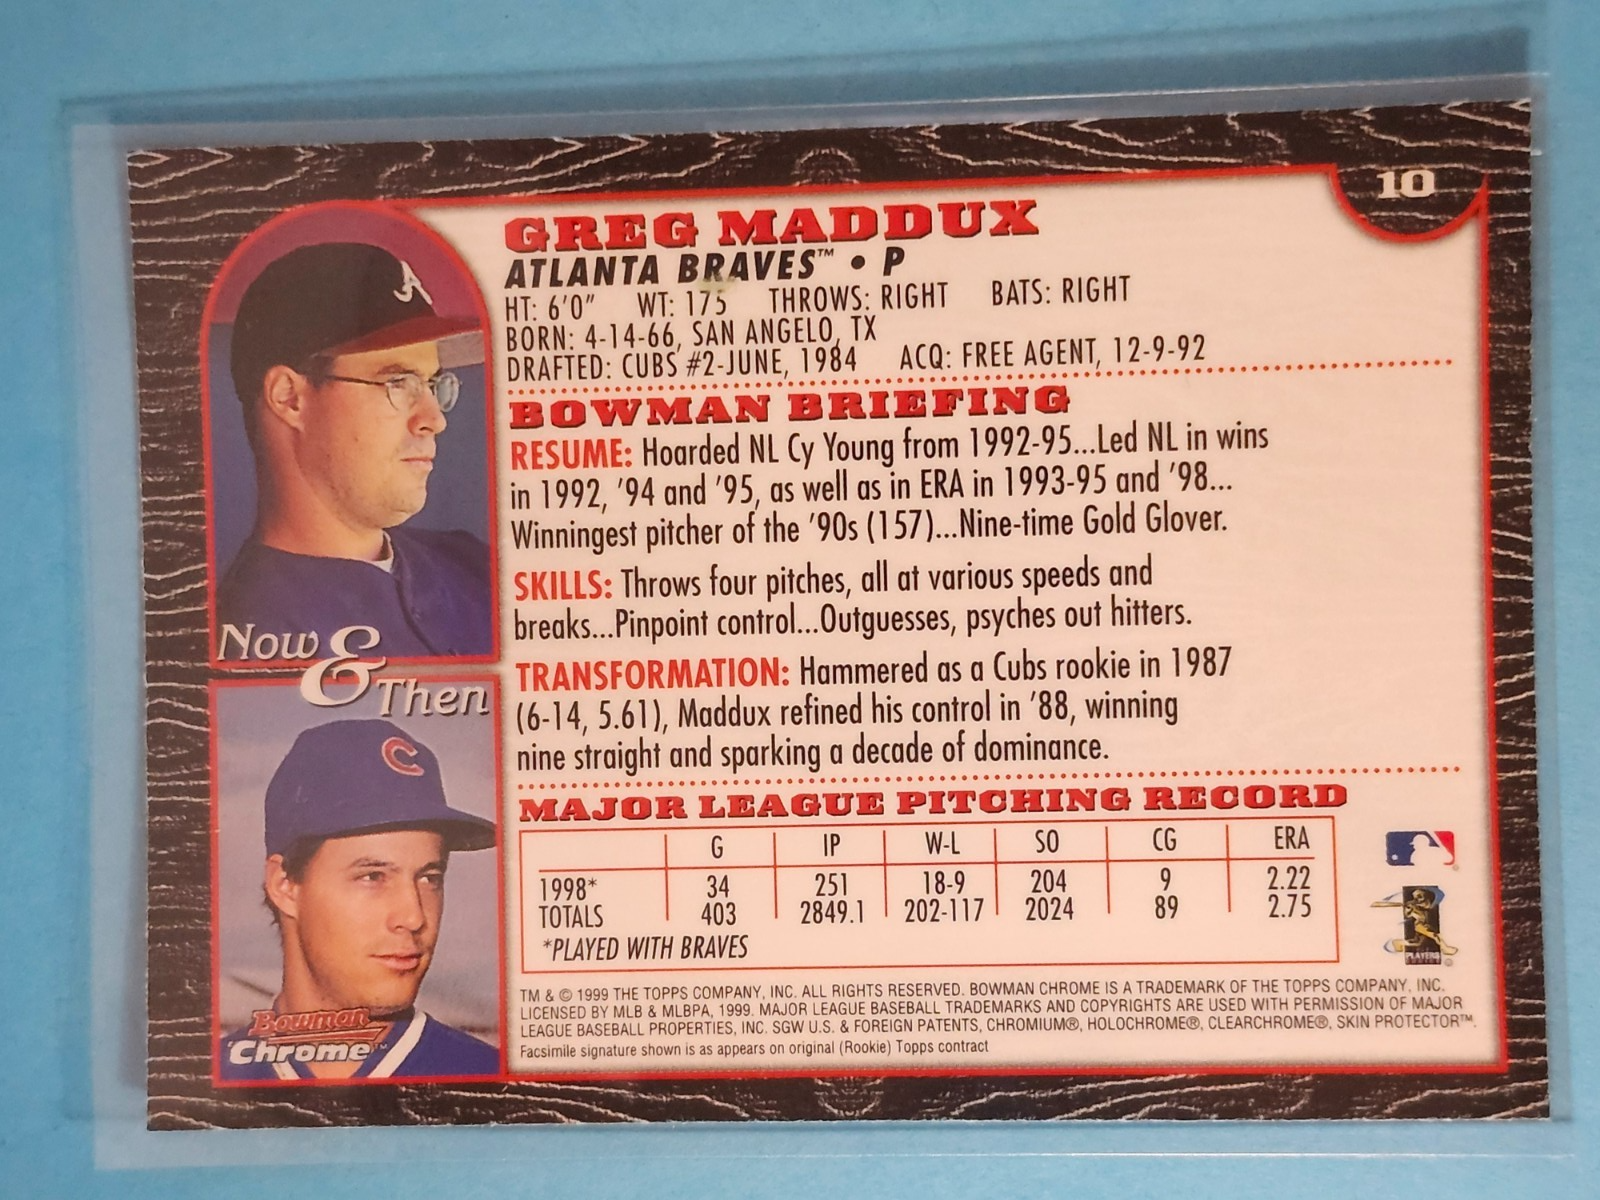 10
GREG MADDUX
ATLANTA BRAVES™ • P
HT: 6'0" WT: 175 THROWS: RIGHT BATS: RIGHT
BORN: 4-14-66, SAN ANGELO, TX
DRAFTED: CUBS #2-JUNE, 1984 ACQ: FREE AGENT, 12-9-92
BOWMAN BRIEFING
RESUME: Hoarded NL Cy Young from 1992-95...Led NL in wins
in 1992, '94 and '95, as well as in ERA in 1993-95 and '98...
Winningest pitcher of the '90s (157)...Nine-time Gold Glover.
SKILLS: Throws four pitches, all at various speeds and
breaks...Pinpoint control...Outguesses, psyches out hitters.
TRANSFORMATION: Hammered as a Cubs rookie in 1987
(6-14, 5.61), Maddux refined his control in '88, winning
nine straight and sparking a decade of dominance.
MAJOR LEAGUE PITCHING RECORD
G IP W-L SO CG ERA
1998* 34 251 18-9 204 9 2.22
TOTALS 403 2849.1 202-117 2024 89 2.75
*PLAYED WITH BRAVES
TM & © 1999 THE TOPPS COMPANY, INC. ALL RIGHTS RESERVED. BOWMAN CHROME IS A TRADEMARK OF THE TOPPS COMPANY, INC.
LICENSED BY MLB & MLBPA, 1999. MAJOR LEAGUE BASEBALL TRADEMARKS AND COPYRIGHTS ARE USED WITH PERMISSION OF MAJOR
LEAGUE BASEBALL PROPERTIES, INC. SGW U.S. & FOREIGN PATENTS, CHROMIUM®, HOLOCHROME®, CLEARCHROME®, SKIN PROTECTOR™.
Facsimile signature shown is as appears on original (Rookie) Topps contract
A
Now & Then
C
Bowman
Chrome™
PLAYERS